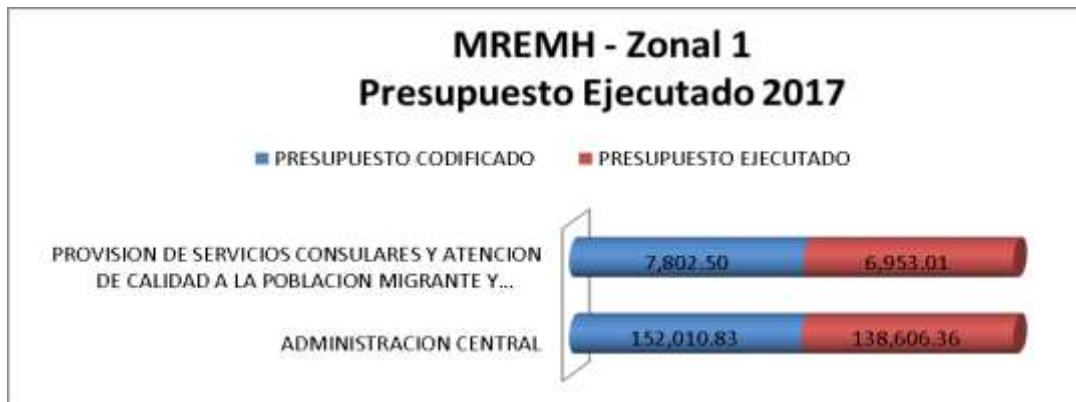 MREMH - Zonal 1
Presupuesto Ejecutado 2017
PRESUPUESTO CODIFICADO PRESUPUESTO EJECUTADO
PROVISION DE SERVICIOS CONSULARES Y ATENCION
DE CALIDAD A LA POBLACION MIGRANTE Y...
7,802.50 6,953.01
ADMINISTRACION CENTRAL
152,010.83 138,606.36